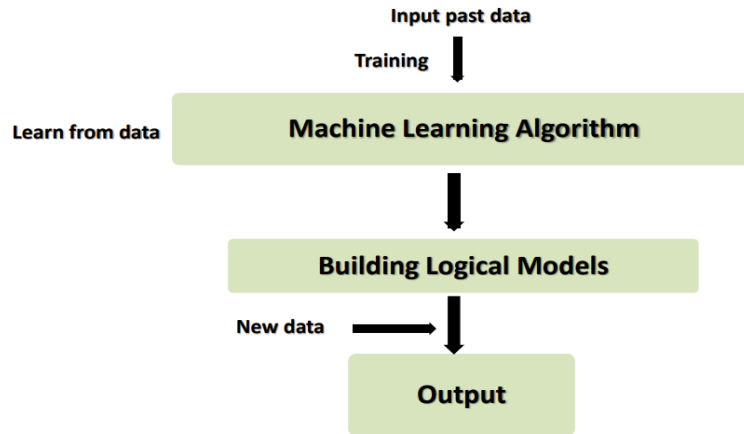 Input past data
Training
Machine Learning Algorithm
Learn from data
Building Logical Models
New data
Output